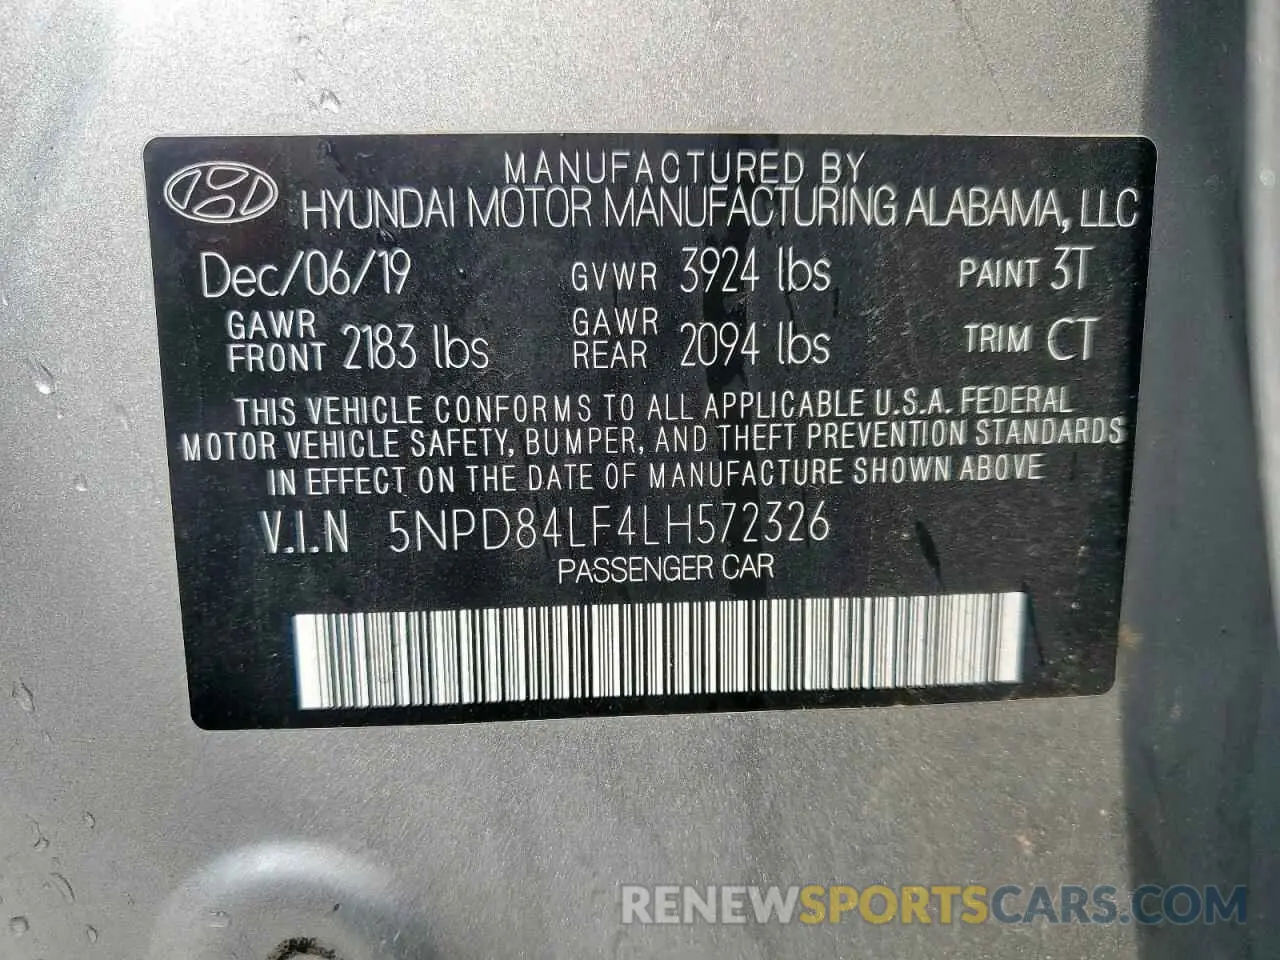 MANUFACTURED BY
HYUNDAI MOTOR MANUFACTURING ALABAMA, LLC
Dec/06/19 GVWR 3924 lbs PAINT 3T
GAWR FRONT 2183 lbs GAWR REAR 2094 lbs TRIM CT
THIS VEHICLE CONFORMS TO ALL APPLICABLE U.S.A. FEDERAL
MOTOR VEHICLE SAFETY, BUMPER, AND THEFT PREVENTION STANDARDS
IN EFFECT ON THE DATE OF MANUFACTURE SHOWN ABOVE
V.I.N 5NPD84LF4LH572326
PASSENGER CAR
RENEWSPORTSCARS.COM